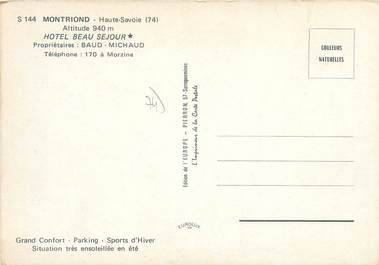 S 144 MONTRIOND - Haute-Savoie (74)
Altitude 940 m
HOTEL BEAU SEJOUR★
Propriétaires : BAUD - MICHAUD
Téléphone : 170 à Morzine
COULEURS
NATURELLES
74)
Edition de l'EUROPE - PIERRON, 57-Sarreguemines
L'Imprimeur de la Carte Postale
EUROLUX
Grand Confort - Parking - Sports d'Hiver
Situation très ensoleillée en été